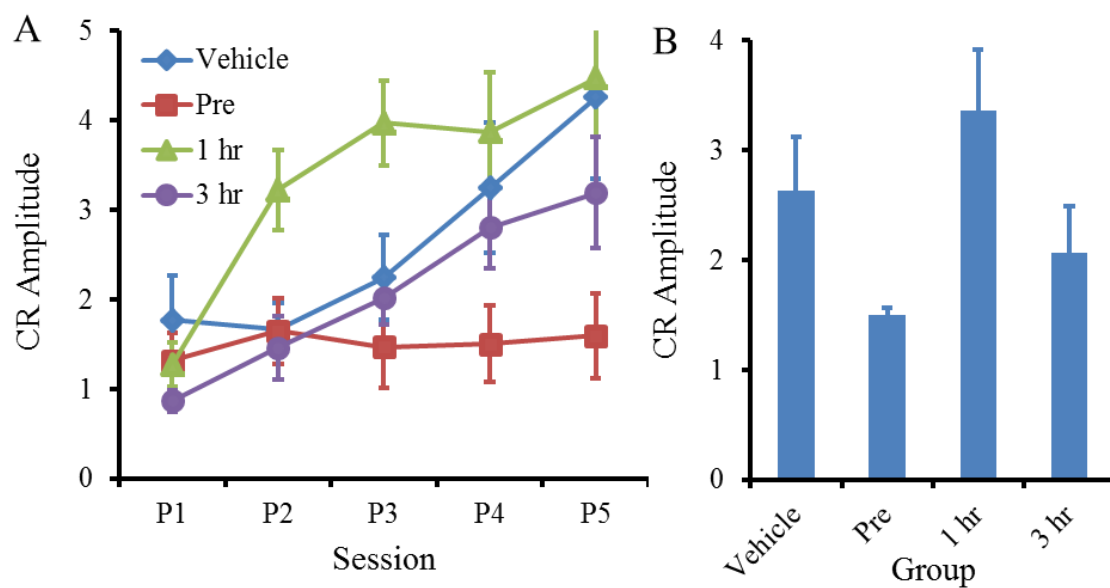 A
5
4
3
2
1
0
CR Amplitude
Vehicle
Pre
1 hr
3 hr
P1 P2 P3 P4 P5
Session
B
4
3
2
1
0
CR Amplitude
Vehicle Pre 1 hr 3 hr
Group